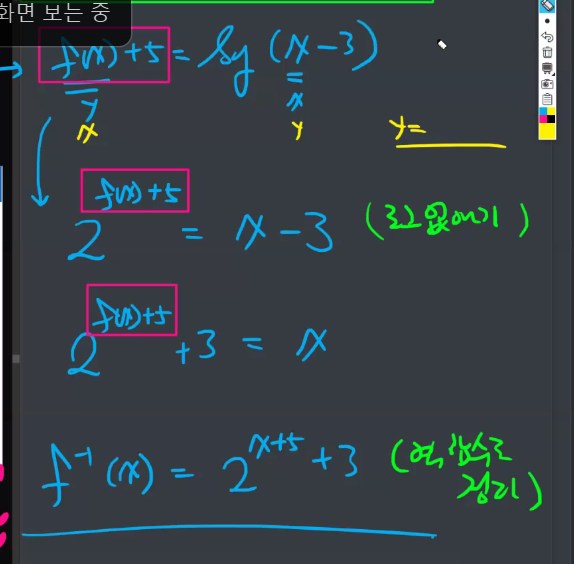 화면 보는 중
f(x)+5 = log (x-3)
y x
x y y=
2^{f(x)+5} = x-3 (로그 없애기)
2^{f(x)+5} +3 = x
f^{-1}(x) = 2^{x+5} +3 (역함수로
정리)